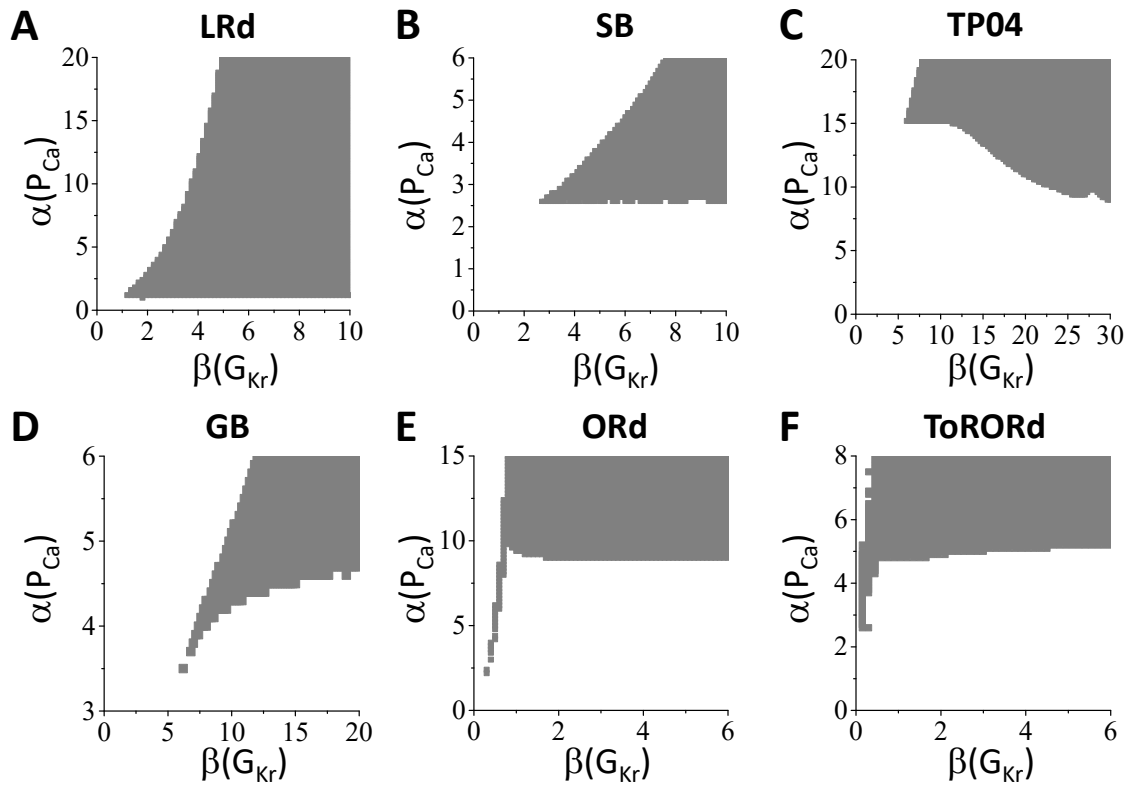 A
LRd
20
15
10
5
0
α(P_Ca)
0 2 4 6 8 10
β(G_Kr)
B
SB
6
5
4
3
2
1
0
α(P_Ca)
0 2 4 6 8 10
β(G_Kr)
C
TP04
20
15
10
5
0
α(P_Ca)
0 5 10 15 20 25 30
β(G_Kr)
D
GB
6
5
4
3
α(P_Ca)
0 5 10 15 20
β(G_Kr)
E
ORd
15
10
5
0
α(P_Ca)
0 2 4 6
β(G_Kr)
F
ToRORd
8
6
4
2
0
α(P_Ca)
0 2 4 6
β(G_Kr)